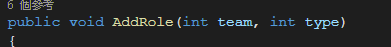 6 個參考
public void AddRole(int team, int type)
{